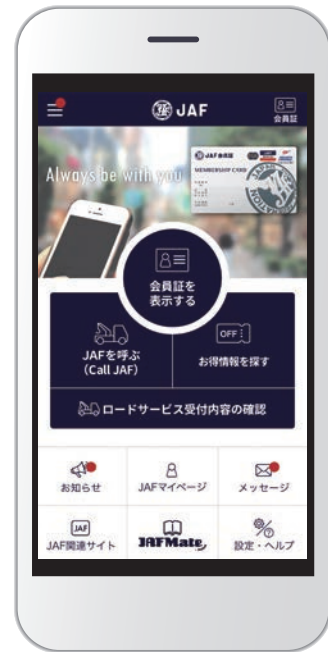 JAF
会員証
Always be with you
JAF会員証
MEMBERSHIP CARD
会員証を
表示する
JAFを呼ぶ
(Call JAF)
OFF
お得情報を探す
ロードサービス受付内容の確認
お知らせ
JAFマイページ
メッセージ
JAF
JAF関連サイト
JAFMate
設定・ヘルプ